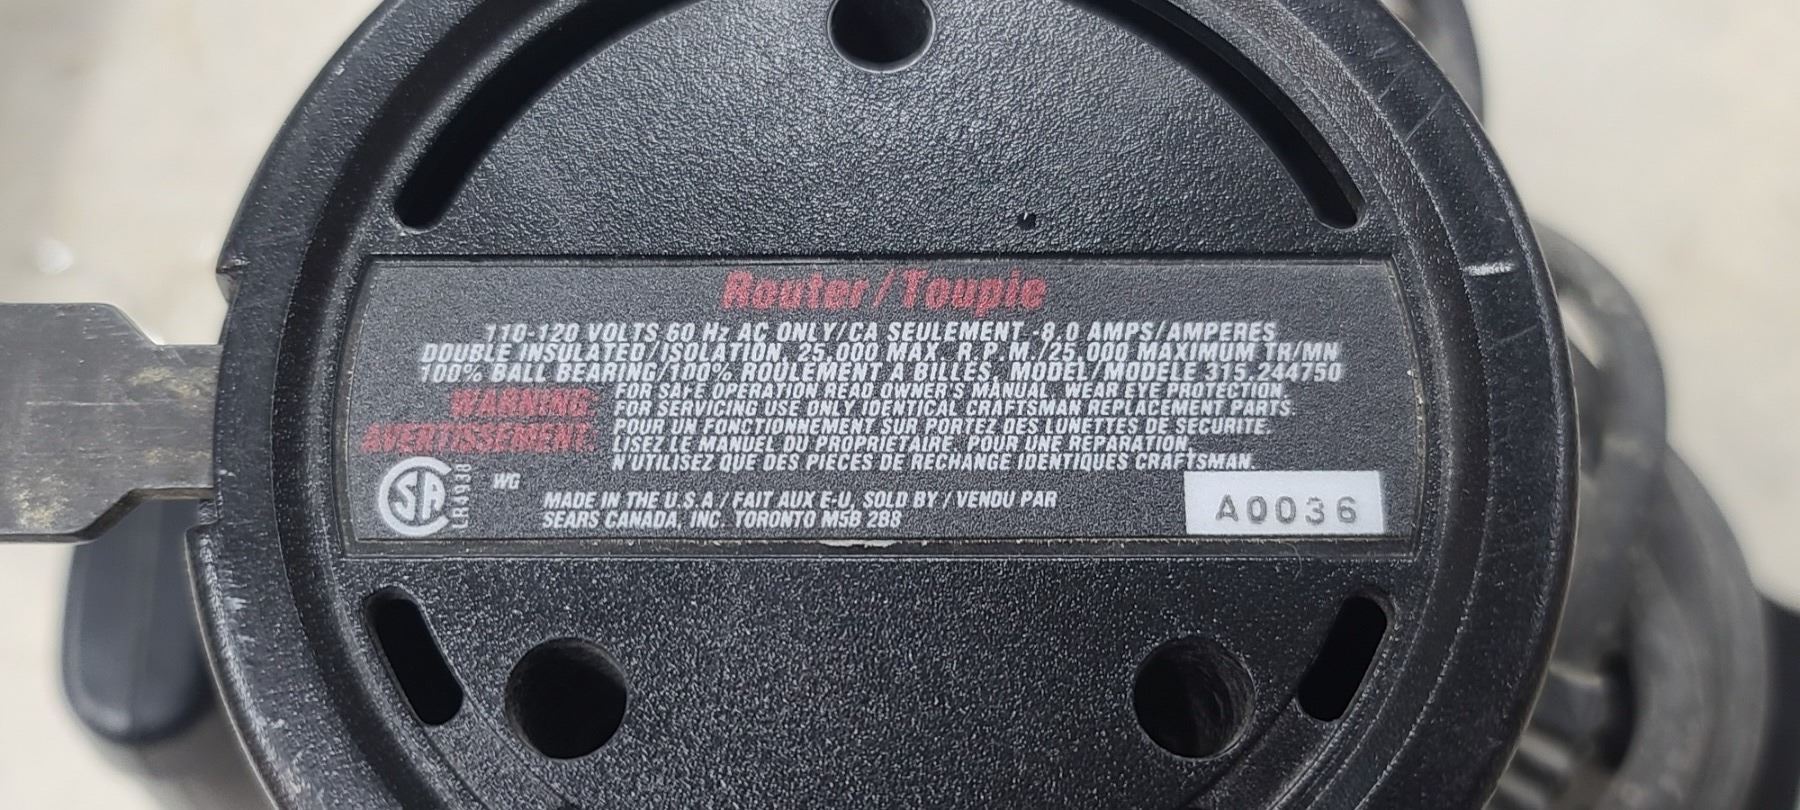 Router/Toupie
110-120 VOLTS 60 Hz AC ONLY/CA SEULEMENT.-8.0 AMPS/AMPERES
DOUBLE INSULATED/ISOLATION, 25,000 MAX. R.P.M./25,000 MAXIMUM TR/MN
100% BALL BEARING/100% ROULEMENT A BILLES, MODEL/MODELE 315.244750
WARNING: FOR SAFE OPERATION READ OWNER'S MANUAL. WEAR EYE PROTECTION.
FOR SERVICING USE ONLY IDENTICAL CRAFTSMAN REPLACEMENT PARTS.
AVERTISSEMENT: POUR UN FONCTIONNEMENT SUR PORTEZ DES LUNETTES DE SECURITE.
LISEZ LE MANUEL DU PROPRIETAIRE. POUR UNE REPARATION,
N'UTILISEZ QUE DES PIECES DE RECHANGE IDENTIQUES CRAFTSMAN.
CSA
LR4938
WG
MADE IN THE U.S.A / FAIT AUX E-U, SOLD BY / VENDU PAR
SEARS CANADA, INC. TORONTO M5B 2B8
A0036